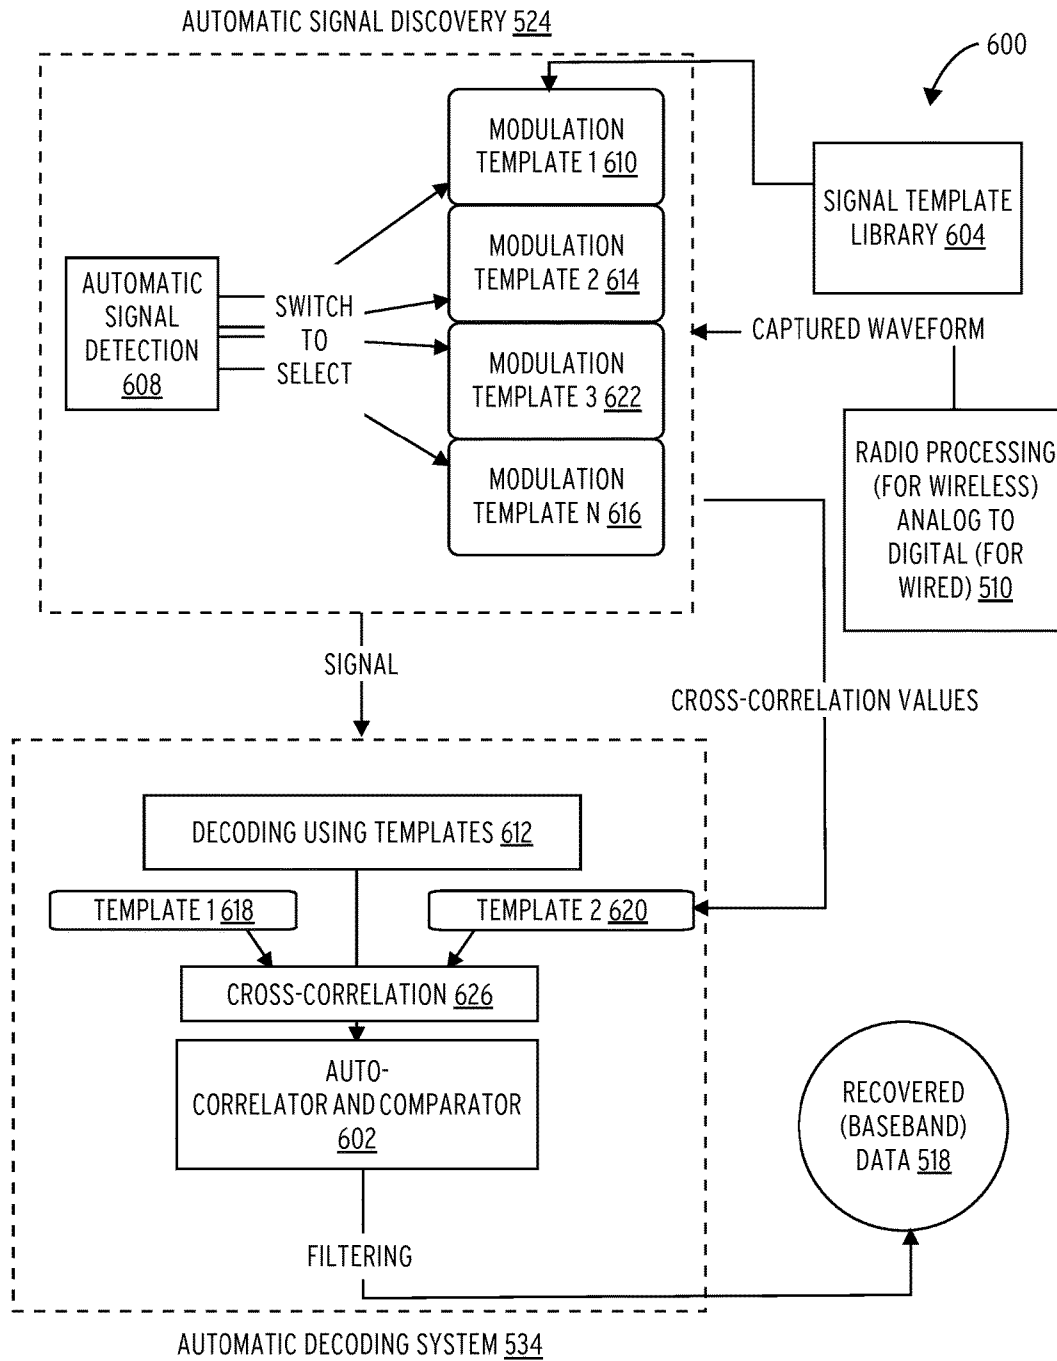 AUTOMATIC SIGNAL DISCOVERY 524
600
MODULATION
TEMPLATE 1 610
SIGNAL TEMPLATE
LIBRARY 604
MODULATION
TEMPLATE 2 614
AUTOMATIC
SIGNAL
DETECTION
608
SWITCH
TO
SELECT
CAPTURED WAVEFORM
MODULATION
TEMPLATE 3 622
MODULATION
TEMPLATE N 616
RADIO PROCESSING
(FOR WIRELESS)
ANALOG TO
DIGITAL (FOR
WIRED) 510
SIGNAL
CROSS-CORRELATION VALUES
DECODING USING TEMPLATES 612
TEMPLATE 1 618
TEMPLATE 2 620
CROSS-CORRELATION 626
AUTO-
CORRELATOR AND COMPARATOR
602
RECOVERED
(BASEBAND)
DATA 518
FILTERING
AUTOMATIC DECODING SYSTEM 534